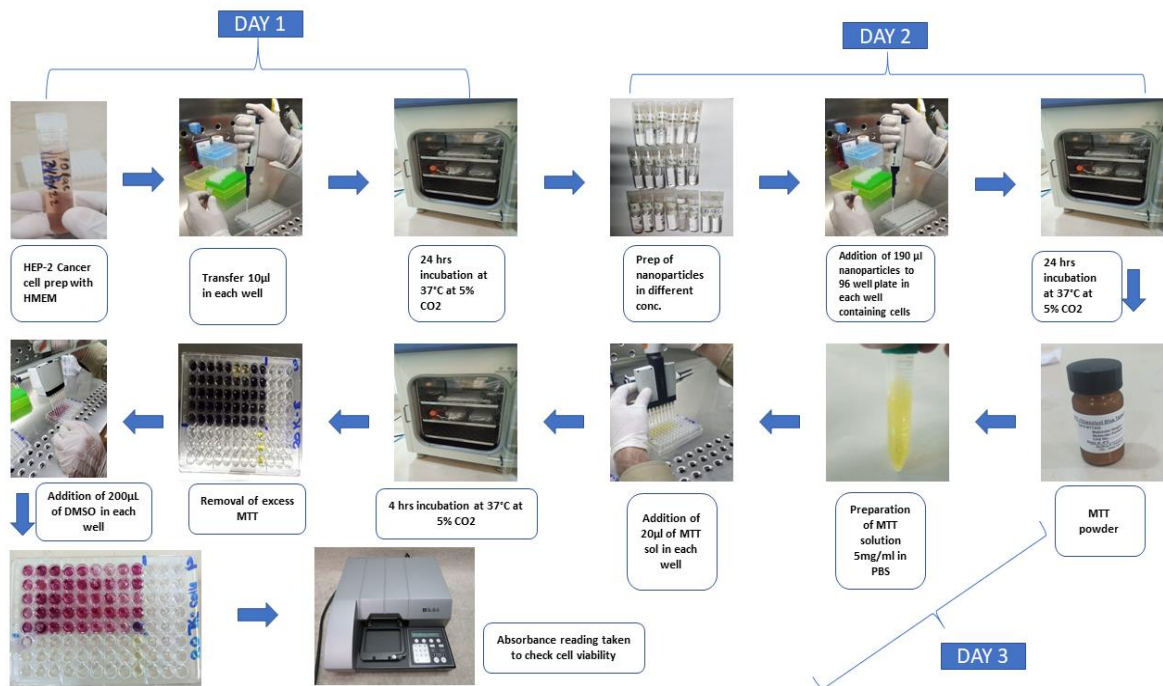 DAY 1
DAY 2
HEP-2 Cancer
cell prep with
HMEM
Transfer 10µl
in each well
24 hrs
incubation at
37°C at 5%
CO2
Prep of
nanoparticles
in different
conc.
Addition of 190 µl
nanoparticles to
96 well plate in
each well
containing cells
24 hrs
incubation
at 37°C at
5% CO2
Addition of 200µL
of DMSO in each
well
Removal of excess
MTT
4 hrs incubation at 37°C at
5% CO2
Addition of
20µl of MTT
sol in each
well
Preparation
of MTT
solution
5mg/ml in
PBS
MTT
powder
Absorbance reading taken
to check cell viability
DAY 3